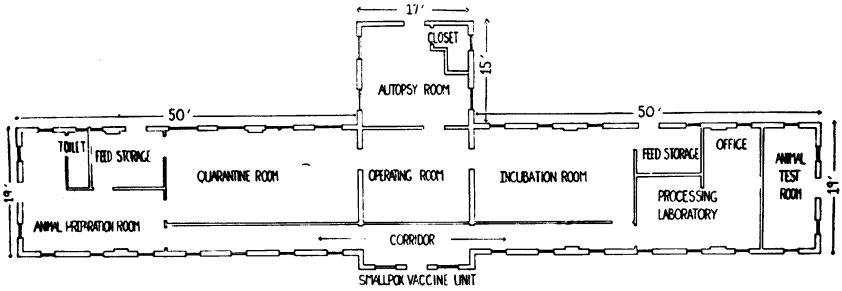 17'
CLOSET
15'
AUTOPSY ROOM
50'
50'
TOILET
FEED STORAGE
QUARANTINE ROOM
OPERATING ROOM
INCUBATION ROOM
FEED STORAGE
OFFICE
ANIMAL
TEST
ROOM
19'
19'
PROCESSING
LABORATORY
ANIMAL PREPARATION ROOM
CORRIDOR
SMALLPOX VACCINE UNIT